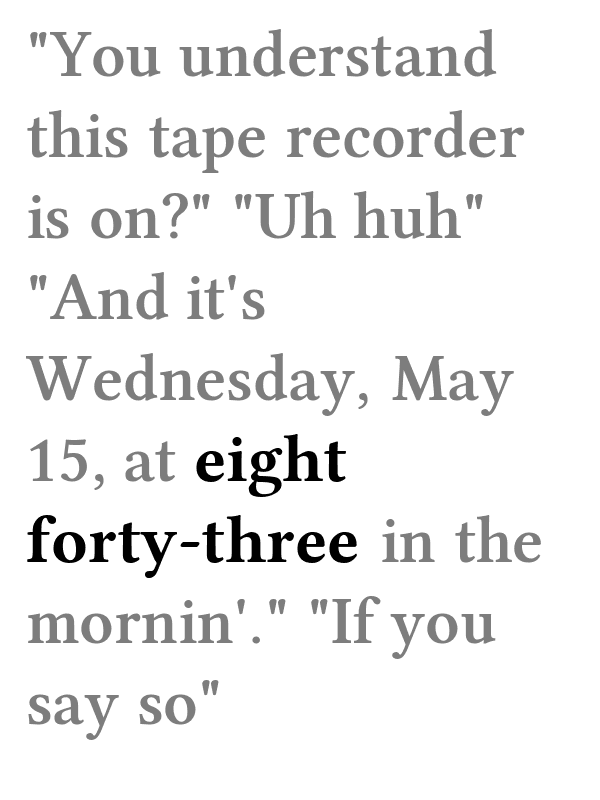 "You understand
this tape recorder
is on?" "Uh huh"
"And it's
Wednesday, May
15, at eight
forty-three in the
mornin'." "If you
say so"